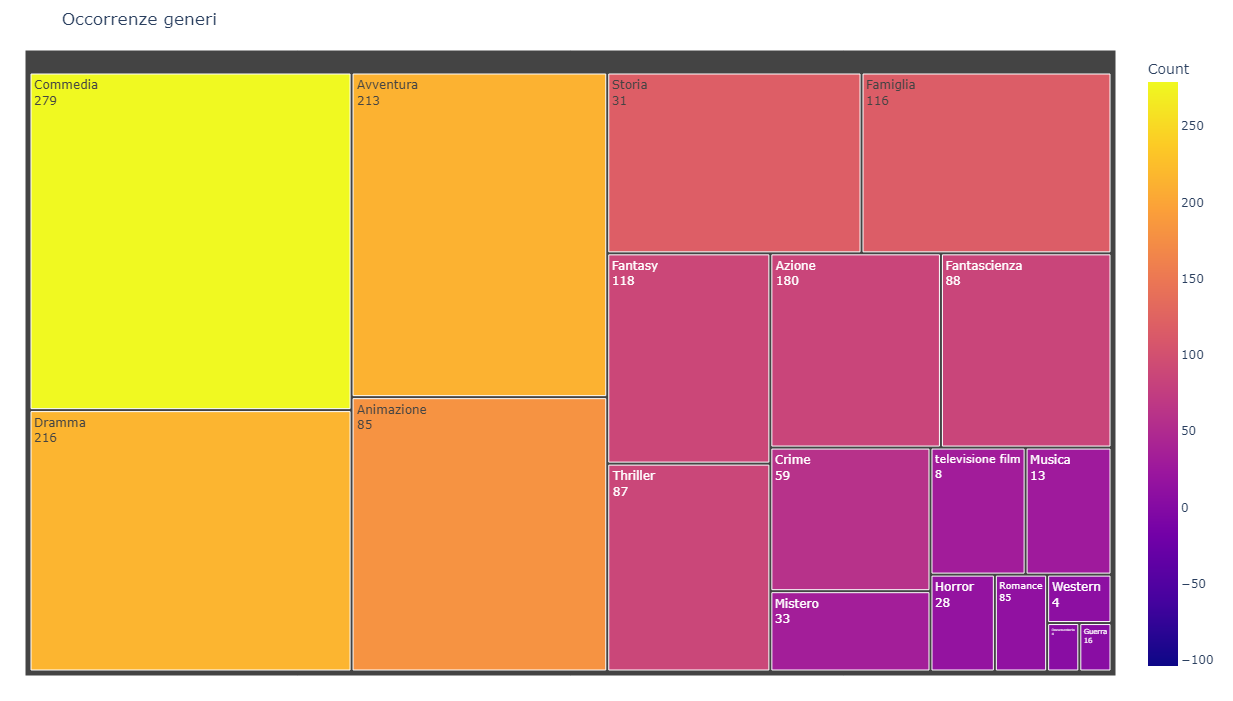 Occorrenze generi
Commedia
279
Avventura
213
Storia
31
Famiglia
116
Dramma
216
Animazione
85
Fantasy
118
Azione
180
Fantascienza
88
Thriller
87
Crime
59
televisione film
8
Musica
13
Mistero
33
Horror
28
Romance
85
Western
4
Guerra
16
Count
250
200
150
100
50
0
−50
−100